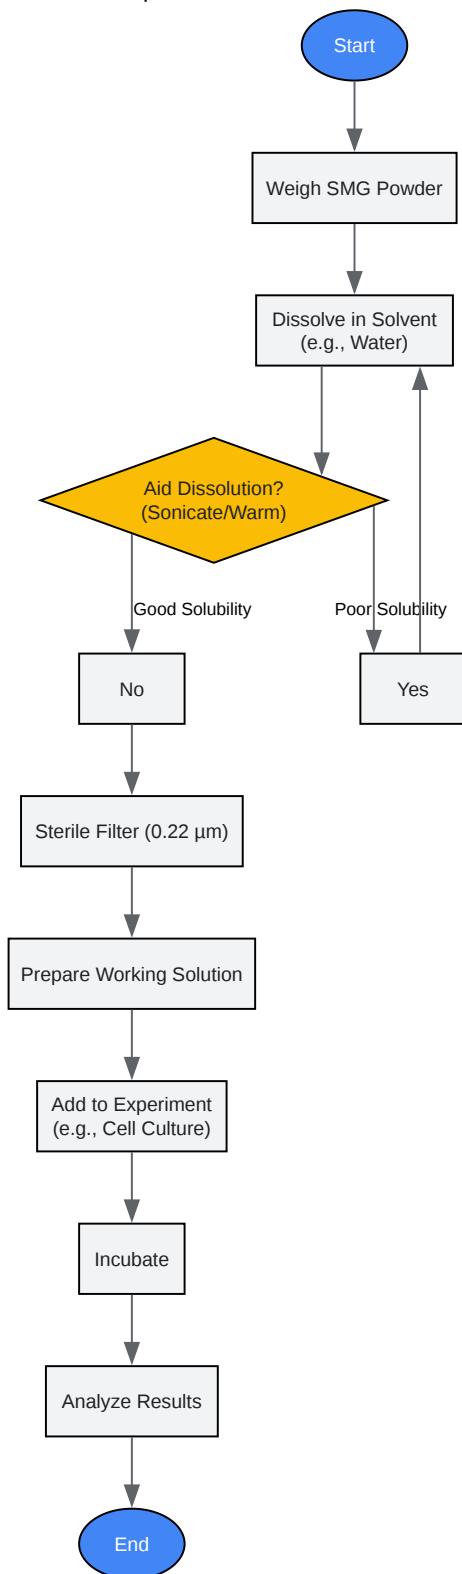 Start
Weigh SMG Powder
Dissolve in Solvent
(e.g., Water)
Aid Dissolution?
(Sonicate/Warm)
Good Solubility
Poor Solubility
No
Yes
Sterile Filter (0.22 µm)
Prepare Working Solution
Add to Experiment
(e.g., Cell Culture)
Incubate
Analyze Results
End